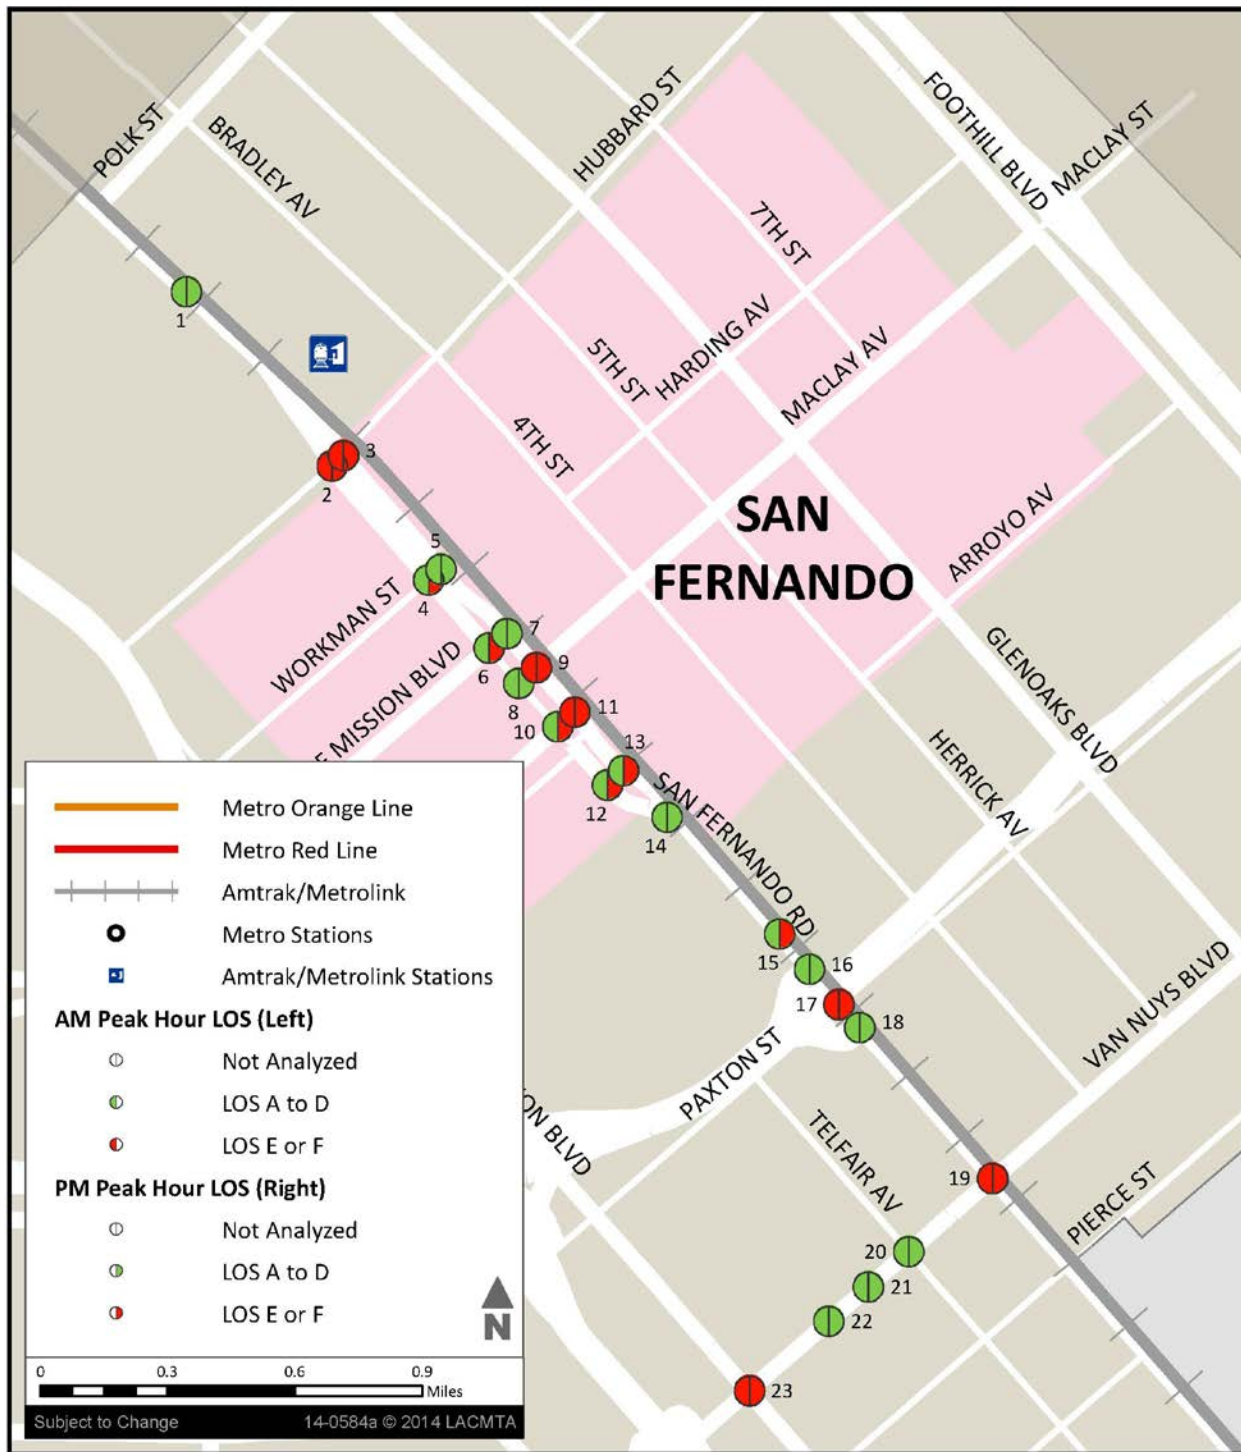 POLK ST
BRADLEY AV
HUBBARD ST
FOOTHILL BLVD
MACLAY ST
7TH ST
1
HARDING AV
5TH ST
MACLAY AV
4TH ST
3
2
SAN
FERNANDO
ARROYO AV
5
4
WORKMAN ST
7
6
E MISSION BLVD
9
8
GLENOAKS BLVD
11
10
HERRICK AV
13
12
SAN FERNANDO RD
14
15
16
17
18
VAN NUYS BLVD
PAXTON ST
ON BLVD
TELFAIR AV
19
PIERCE ST
20
21
22
23
Metro Orange Line
Metro Red Line
Amtrak/Metrolink
Metro Stations
Amtrak/Metrolink Stations
AM Peak Hour LOS (Left)
Not Analyzed
LOS A to D
LOS E or F
PM Peak Hour LOS (Right)
Not Analyzed
LOS A to D
LOS E or F
N
0 0.3 0.6 0.9
Miles
Subject to Change 14-0584a © 2014 LACMTA